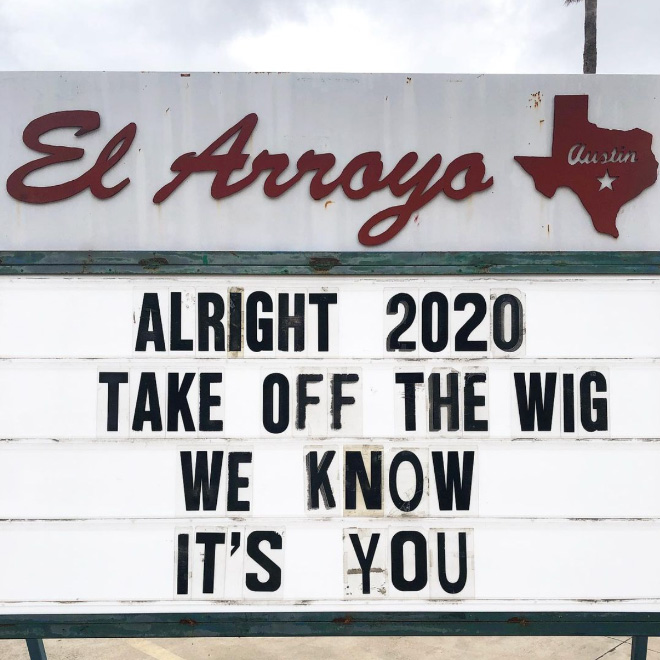 El Arroyo
Austin
ALRIGHT 2020
TAKE OFF THE WIG
WE KNOW
IT'S YOU